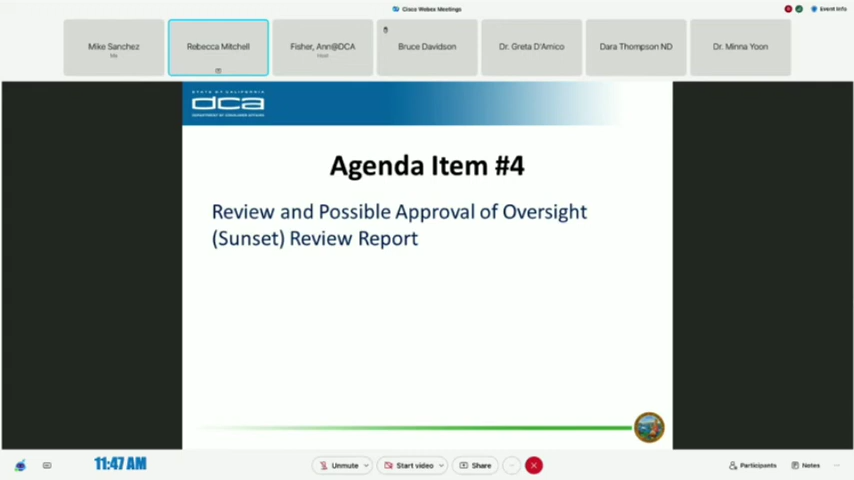 Cisco Webex Meetings
Event Info
Mike Sanchez
Me
Rebecca Mitchell
Fisher, Ann@DCA
Host
Bruce Davidson
Dr. Greta D'Amico
Dara Thompson ND
Dr. Minna Yoon
STATE OF CALIFORNIA
dca
DEPARTMENT OF CONSUMER AFFAIRS
Agenda Item #4
Review and Possible Approval of Oversight
(Sunset) Review Report
11:47 AM
Unmute
Start video
Share
Participants
Notes